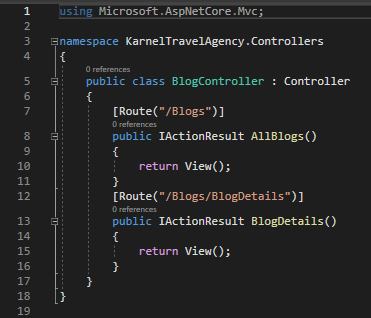 1 using Microsoft.AspNetCore.Mvc;
2
3 namespace KarnelTravelAgency.Controllers
4 {
0 references
5 public class BlogController : Controller
6 {
7 [Route("/Blogs")]
0 references
8 public IActionResult AllBlogs()
9 {
10 return View();
11 }
12 [Route("/Blogs/BlogDetails")]
0 references
13 public IActionResult BlogDetails()
14 {
15 return View();
16 }
17 }
18 }
19